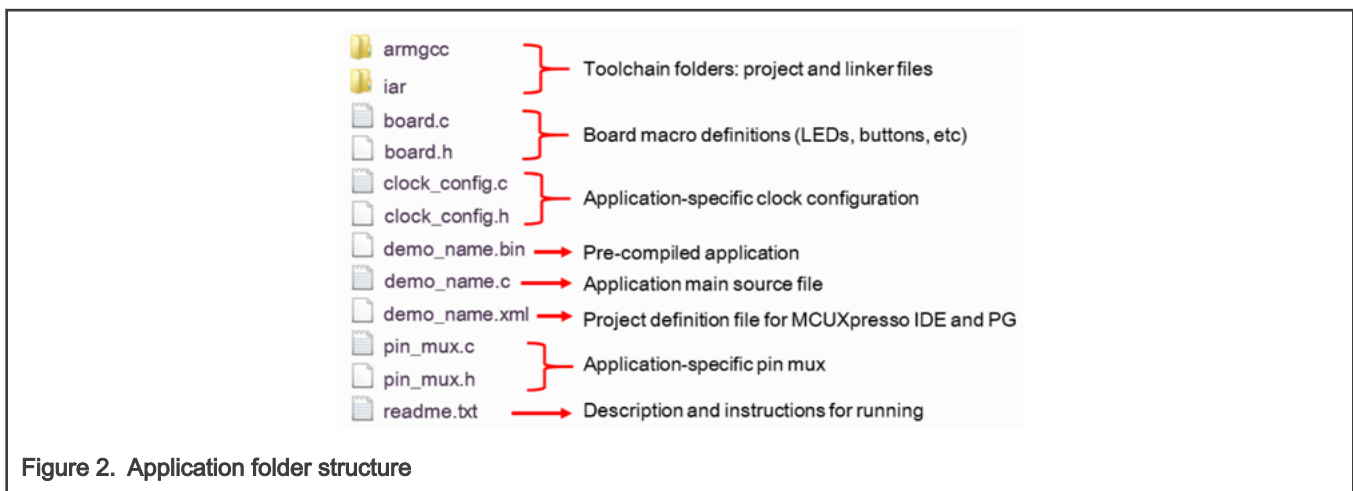 armgcc
Toolchain folders: project and linker files
iar
board.c
Board macro definitions (LEDs, buttons, etc)
board.h
clock_config.c
Application-specific clock configuration
clock_config.h
demo_name.bin Pre-compiled application
demo_name.c Application main source file
demo_name.xml Project definition file for MCUXpresso IDE and PG
pin_mux.c
Application-specific pin mux
pin_mux.h
readme.txt Description and instructions for running
Figure 2. Application folder structure